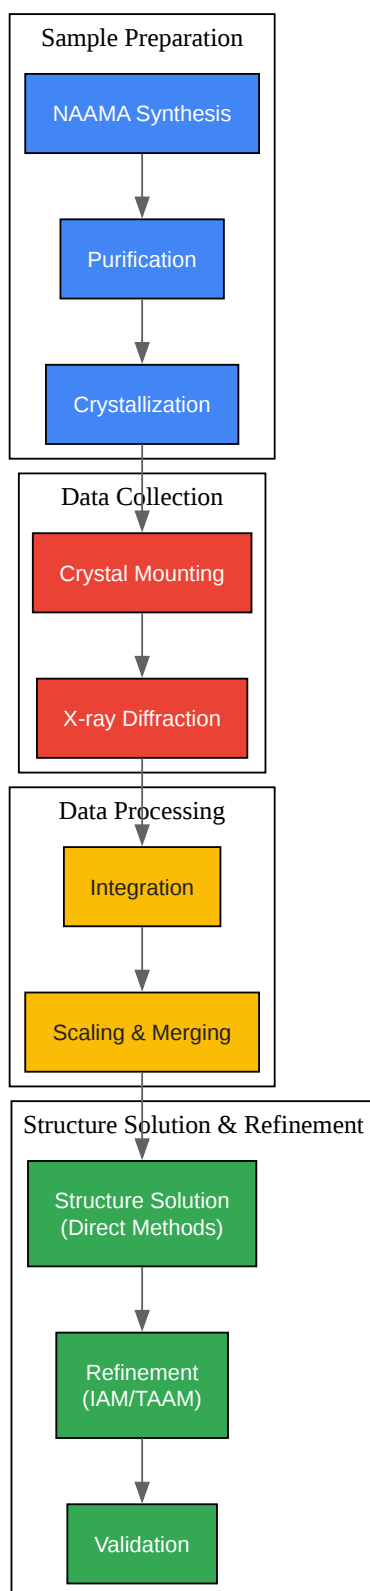 Sample Preparation
NAAMA Synthesis
Purification
Crystallization
Data Collection
Crystal Mounting
X-ray Diffraction
Data Processing
Integration
Scaling & Merging
Structure Solution & Refinement
Structure Solution
(Direct Methods)
Refinement
(IAM/TAAM)
Validation